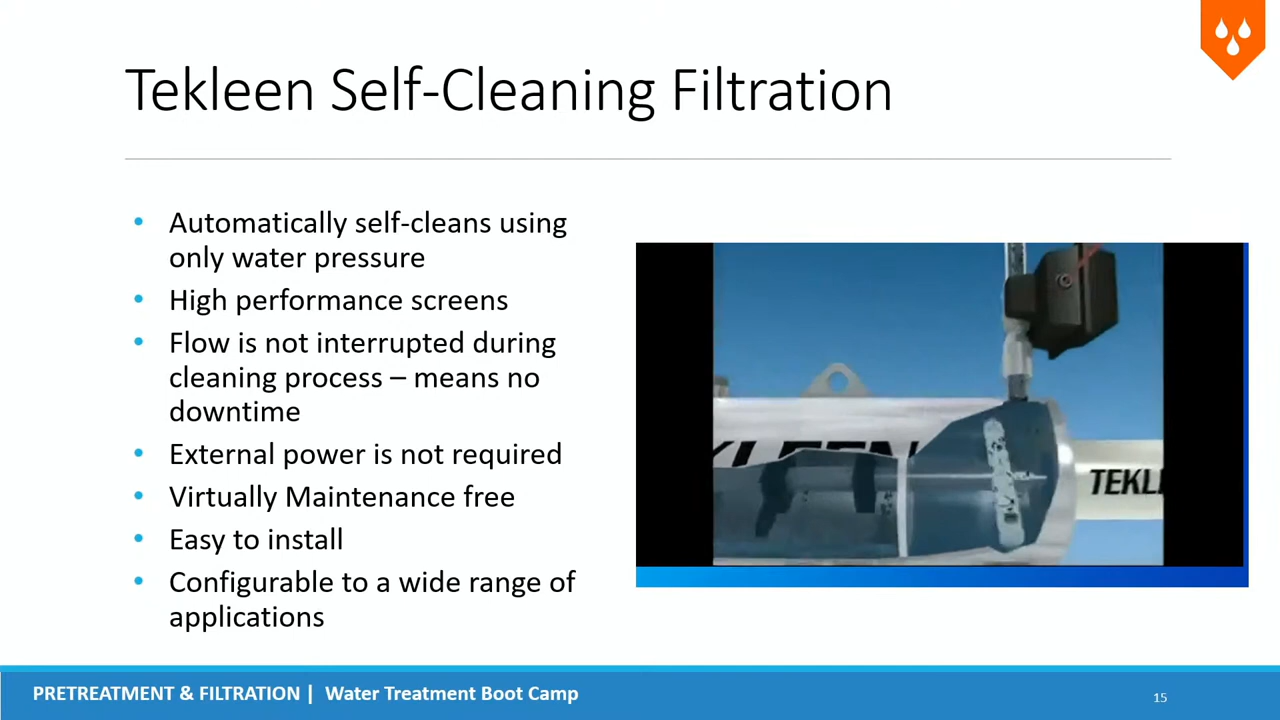 Tekleen Self-Cleaning Filtration
• Automatically self-cleans using
only water pressure
• High performance screens
• Flow is not interrupted during
cleaning process – means no
downtime
• External power is not required
• Virtually Maintenance free
• Easy to install
• Configurable to a wide range of
applications
PRETREATMENT & FILTRATION | Water Treatment Boot Camp
15